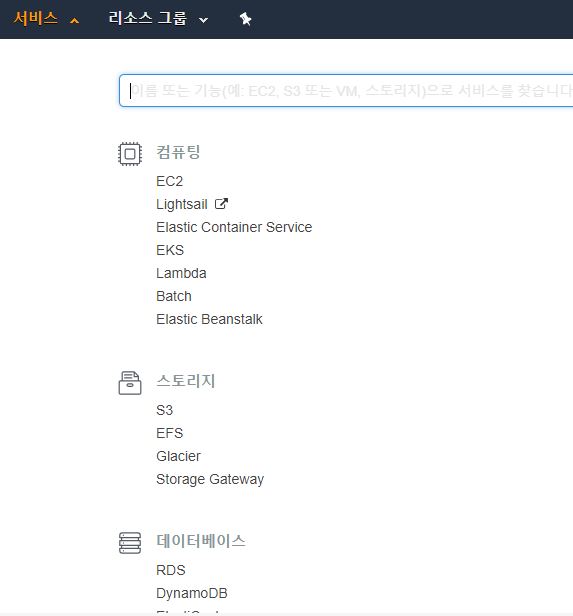 서비스 리소스 그룹
이름 또는 기능(예: EC2, S3 또는 VM, 스토리지)으로 서비스를 찾습니다
컴퓨팅
EC2
Lightsail
Elastic Container Service
EKS
Lambda
Batch
Elastic Beanstalk
스토리지
S3
EFS
Glacier
Storage Gateway
데이터베이스
RDS
DynamoDB